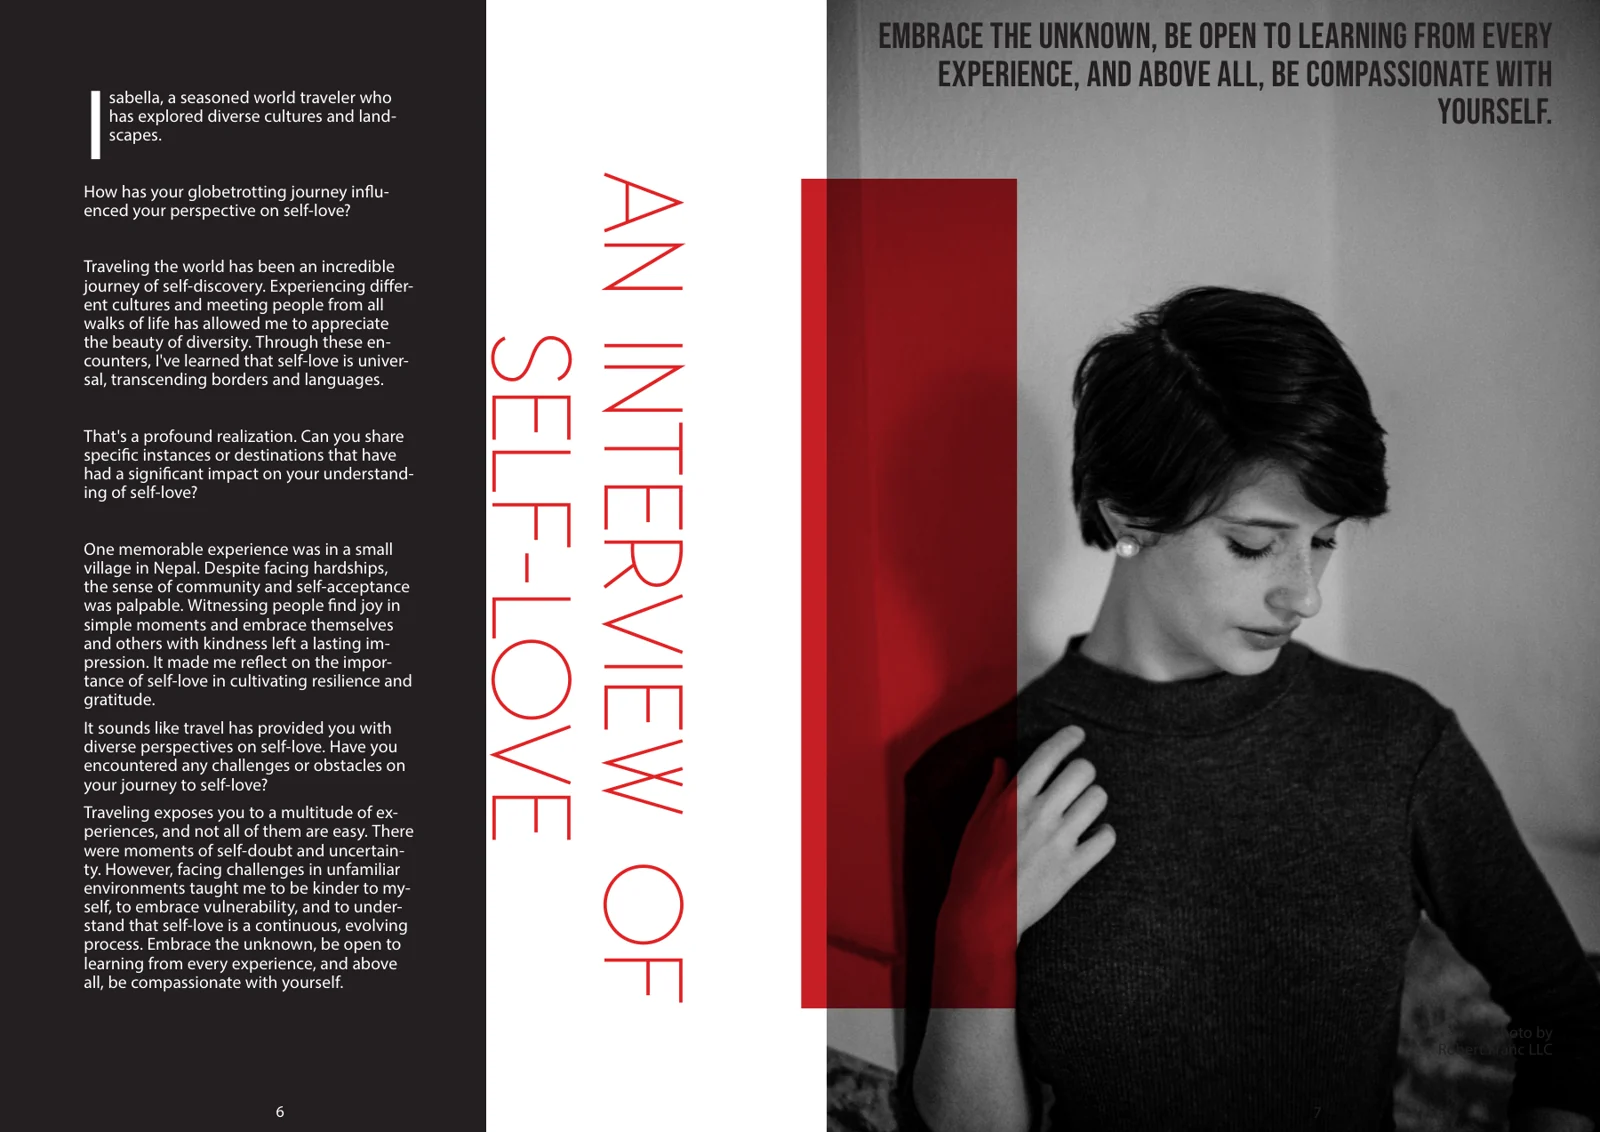 Isabella, a seasoned world traveler who
has explored diverse cultures and land-
scapes.
How has your globetrotting journey influ-
enced your perspective on self-love?
Traveling the world has been an incredible
journey of self-discovery. Experiencing differ-
ent cultures and meeting people from all
walks of life has allowed me to appreciate
the beauty of diversity. Through these en-
counters, I've learned that self-love is univer-
sal, transcending borders and languages.
That's a profound realization. Can you share
specific instances or destinations that have
had a significant impact on your understand-
ing of self-love?
One memorable experience was in a small
village in Nepal. Despite facing hardships,
the sense of community and self-acceptance
was palpable. Witnessing people find joy in
simple moments and embrace themselves
and others with kindness left a lasting im-
pression. It made me reflect on the impor-
tance of self-love in cultivating resilience and
gratitude.
It sounds like travel has provided you with
diverse perspectives on self-love. Have you
encountered any challenges or obstacles on
your journey to self-love?
Traveling exposes you to a multitude of ex-
periences, and not all of them are easy. There
were moments of self-doubt and uncertain-
ty. However, facing challenges in unfamiliar
environments taught me to be kinder to my-
self, to embrace vulnerability, and to under-
stand that self-love is a continuous, evolving
process. Embrace the unknown, be open to
learning from every experience, and above
all, be compassionate with yourself.
6
AN INTERVIEW OF
SELF-LOVE
EMBRACE THE UNKNOWN, BE OPEN TO LEARNING FROM EVERY
EXPERIENCE, AND ABOVE ALL, BE COMPASSIONATE WITH
YOURSELF.
by
LLC
7